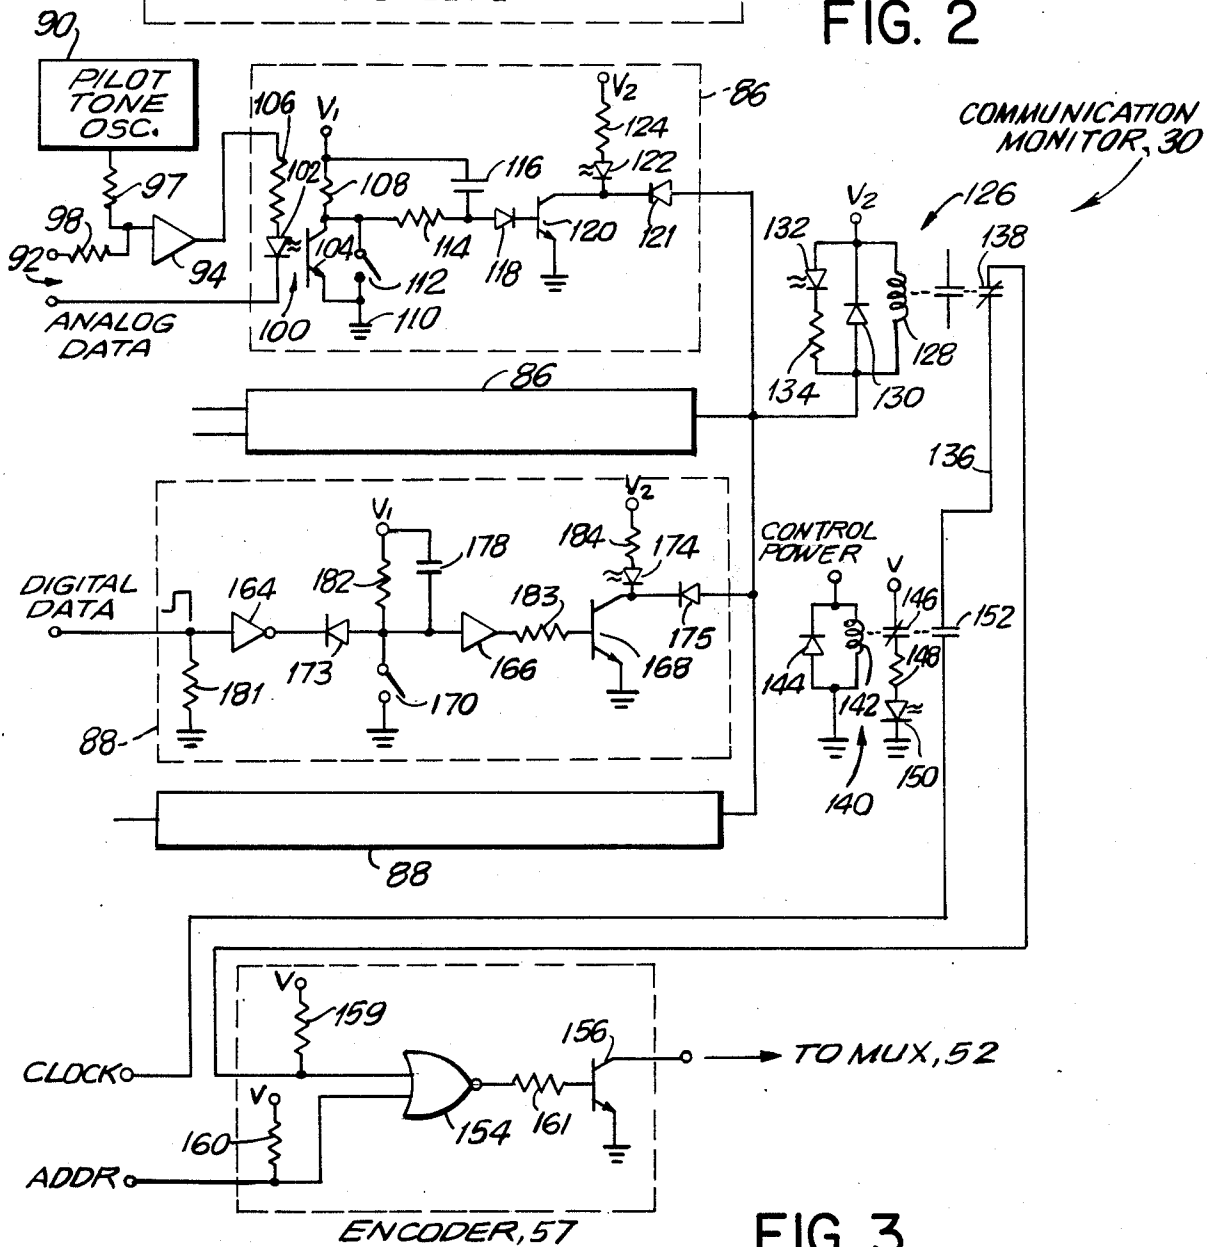 FIG. 2
90
PILOT
TONE
OSC.
97
98
92
94
ANALOG
DATA
106
102
V1
108
104
100
110
112
114
116
118
120
V2
124
122
121
86
COMMUNICATION
MONITOR, 30
126
V2
132
138
134
130
128
136
86
DIGITAL
DATA
164
181
88
173
182
V1
178
170
166
183
V2
184
174
175
168
CONTROL
POWER
V
146
152
148
144
142
150
140
88
V
159
CLOCK
V
160
ADDR
154
161
156
TO MUX, 52
ENCODER, 57
FIG. 3